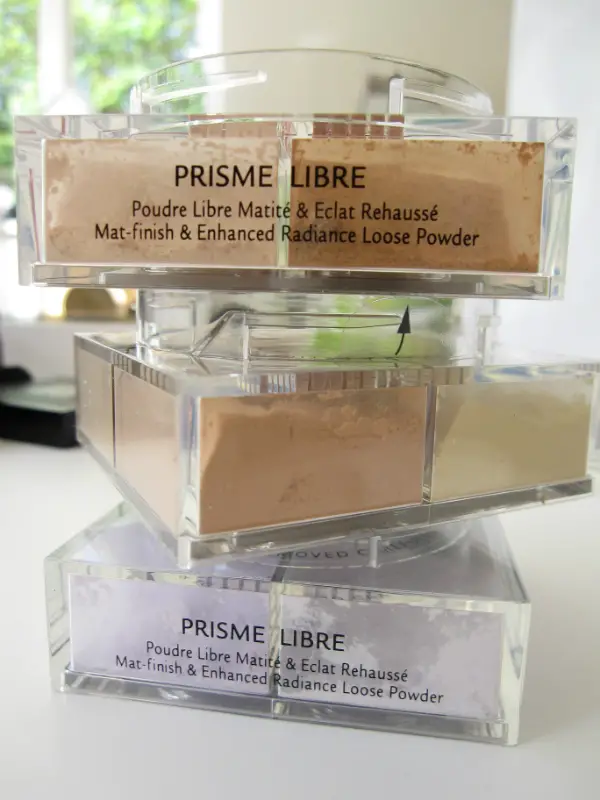 PRISME LIBRE
Poudre Libre Matité & Eclat Rehaussé
Mat-finish & Enhanced Radiance Loose Powder
PRISME LIBRE
Poudre Libre Matité & Eclat Rehaussé
Mat-finish & Enhanced Radiance Loose Powder